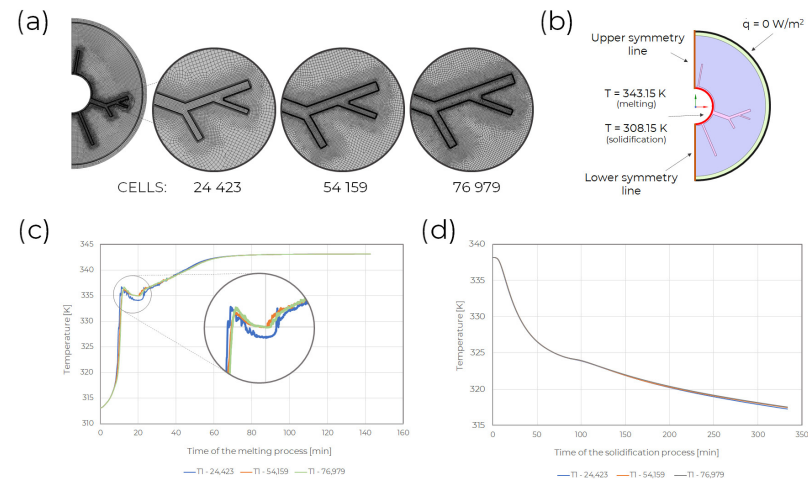 (a)
CELLS: 24 423 54 159 76 979
(b)
q = 0 W/m²
Upper symmetry
line
T = 343.15 K
(melting)
T = 308.15 K
(solidification)
Lower symmetry
line
(c)
Temperature [K]
345
340
335
330
325
320
315
310
0 20 40 60 80 100 120 140 160
Time of the melting process [min]
T1 - 24,423 T1 - 54,159 T1 - 76,979
(d)
Temperature [K]
340
335
330
325
320
315
0 50 100 150 200 250 300 350
Time of the solidification process [min]
T1 - 24,423 T1 - 54,159 T1 - 76,979